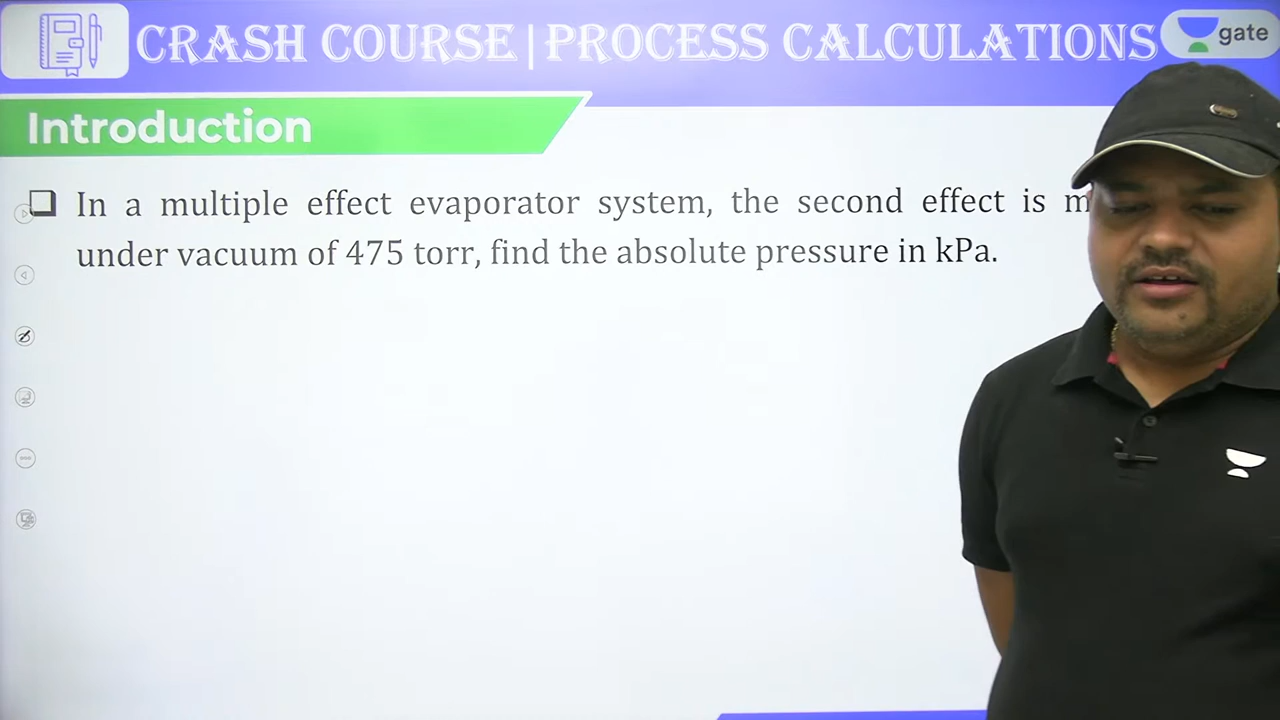 CRASH COURSE|PROCESS CALCULATIONS
gate
Introduction
In a multiple effect evaporator system, the second effect is
under vacuum of 475 torr, find the absolute pressure in kPa.